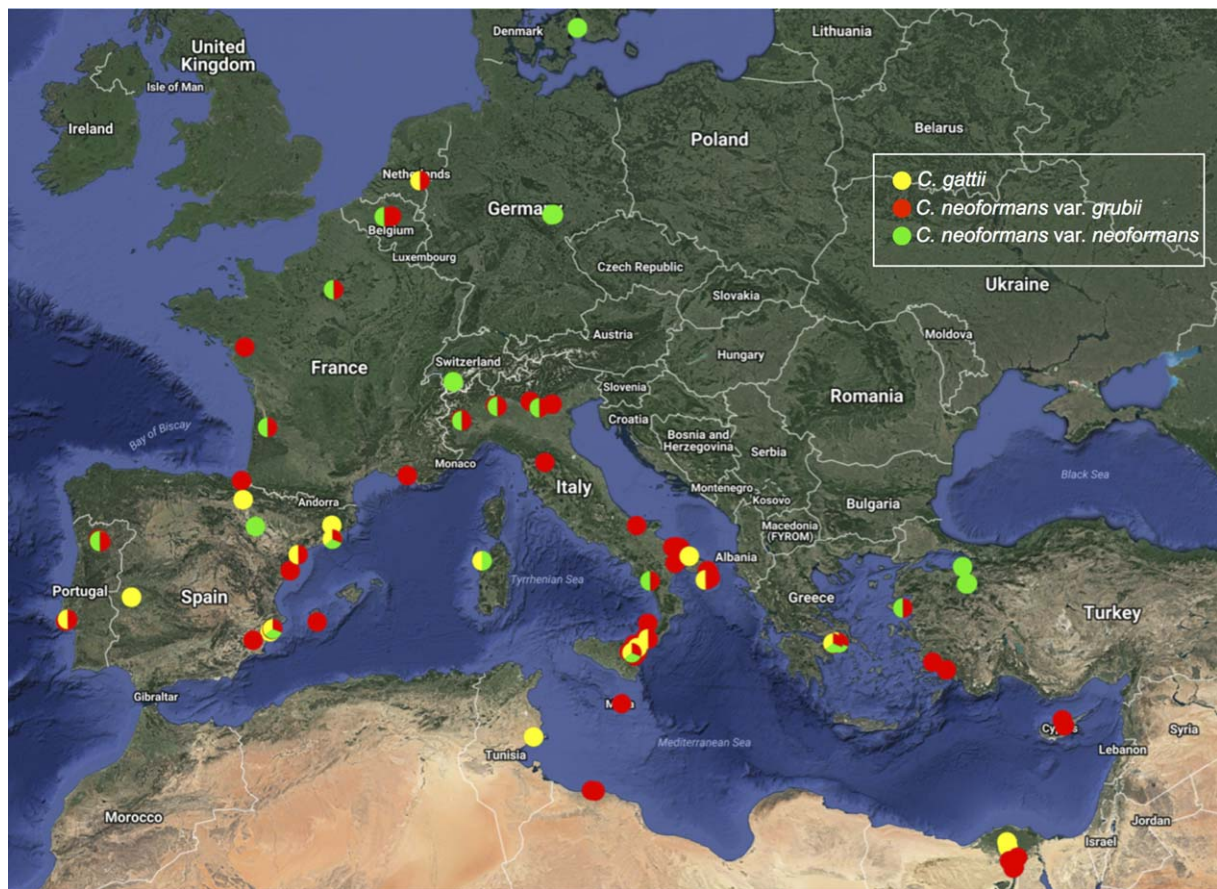 Denmark
Lithuania
United
Kingdom
Isle of Man
Ireland
Poland
Belarus
Netherlands
C. gattii
C. neoformans var. grubii
C. neoformans var. neoformans
Germany
Belgium
Luxembourg
Czech Republic
Ukraine
Slovakia
Austria
Moldova
Hungary
France
Switzerland
Slovenia
Romania
Croatia
Bay of Biscay
Bosnia and
Herzegovina
Serbia
Monaco
Italy
Black Sea
Andorra
Montenegro
Kosovo
Bulgaria
Macedonia
(FYROM)
Albania
Tyrrhenian Sea
Portugal
Spain
Greece
Turkey
Gibraltar
Malta
Cyprus
Syria
Mediterranean Sea
Lebanon
Tunisia
Morocco
Israel
Jordan